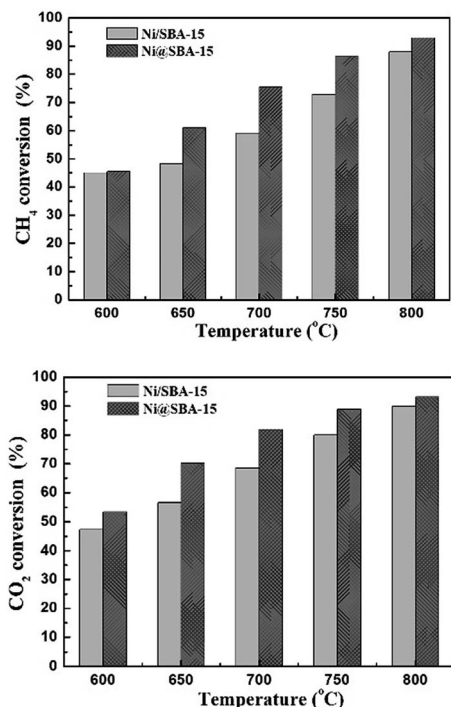 100
90
80
70
60
50
40
30
20
10
0
CH₄ conversion (%)
Ni/SBA-15
Ni@SBA-15
600 650 700 750 800
Temperature (°C)
100
90
80
70
60
50
40
30
20
10
0
CO₂ conversion (%)
Ni/SBA-15
Ni@SBA-15
600 650 700 750 800
Temperature (°C)